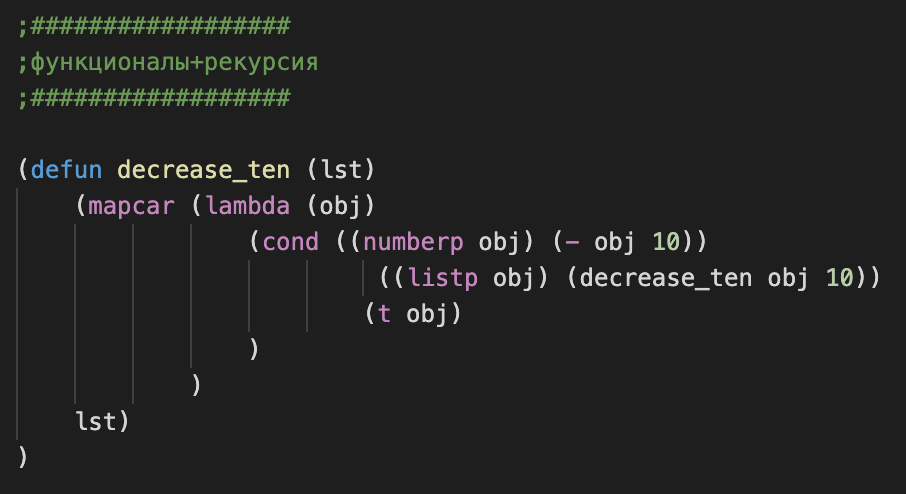 ;##################
;функционалы+рекурсия
;##################
(defun decrease_ten (lst)
(mapcar (lambda (obj)
(cond ((numberp obj) (- obj 10))
((listp obj) (decrease_ten obj 10))
(t obj)
)
)
lst)
)